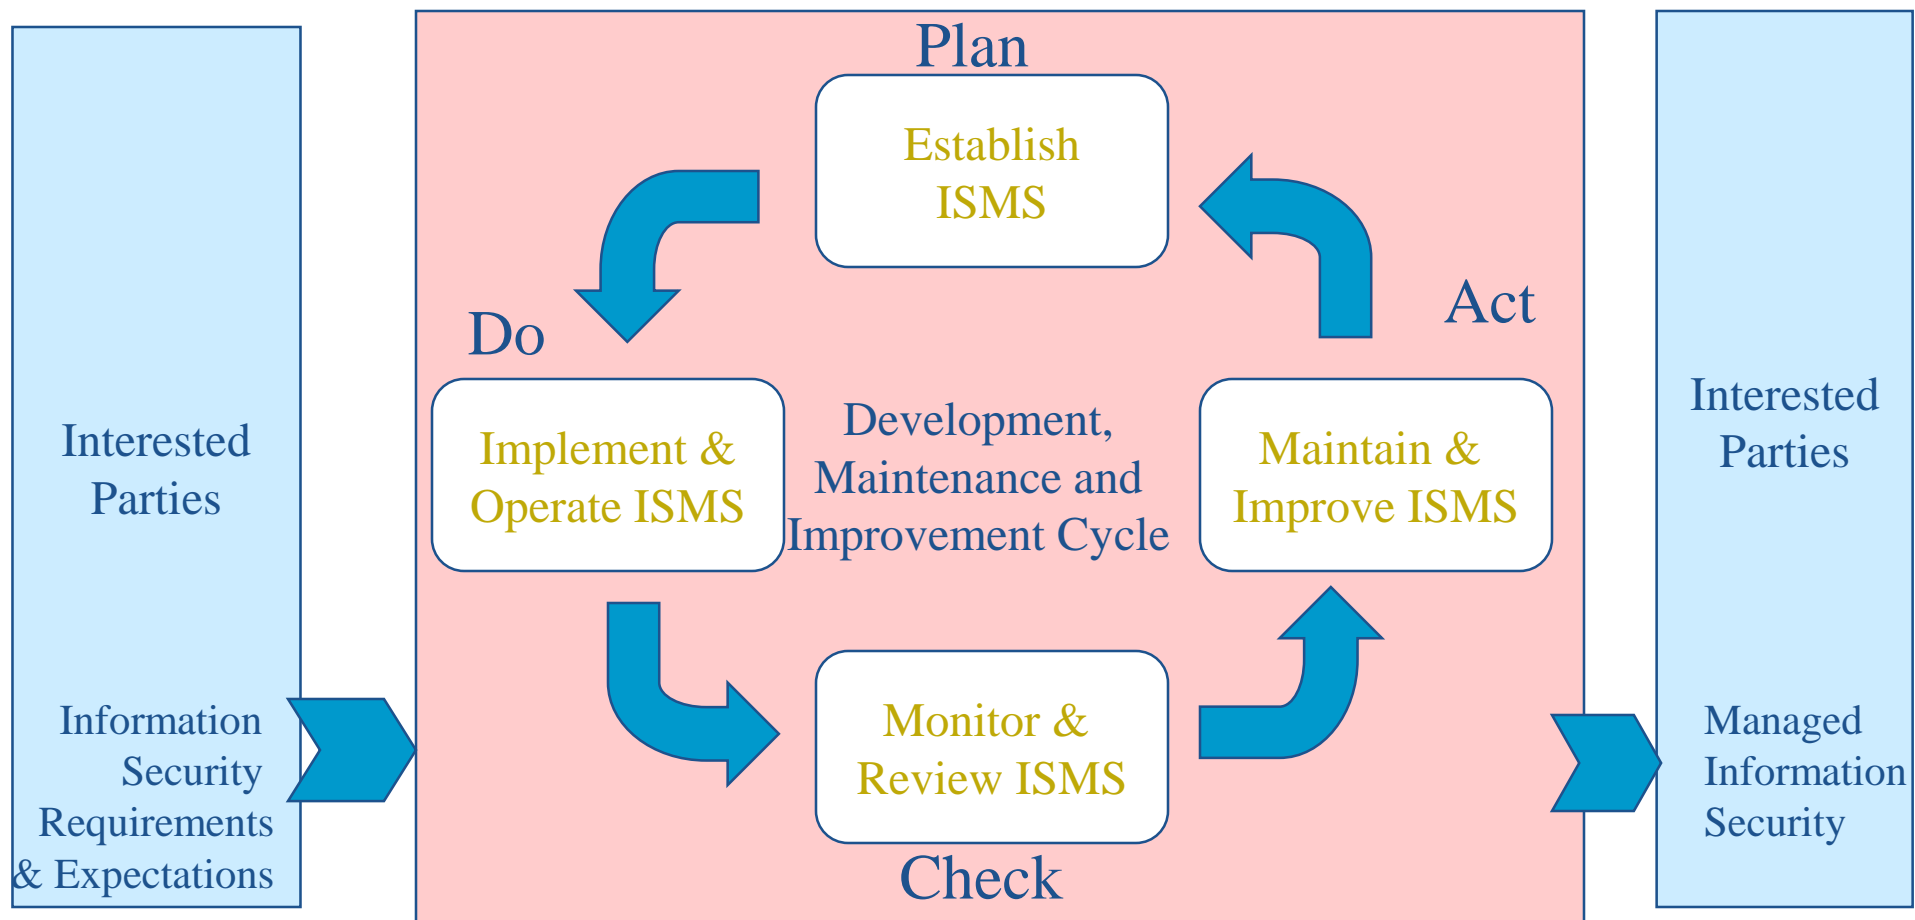 Interested
Parties
Information
Security
Requirements
& Expectations
Plan
Establish
ISMS
Do
Implement &
Operate ISMS
Development,
Maintenance and
Improvement Cycle
Act
Maintain &
Improve ISMS
Monitor &
Review ISMS
Check
Interested
Parties
Managed
Information
Security